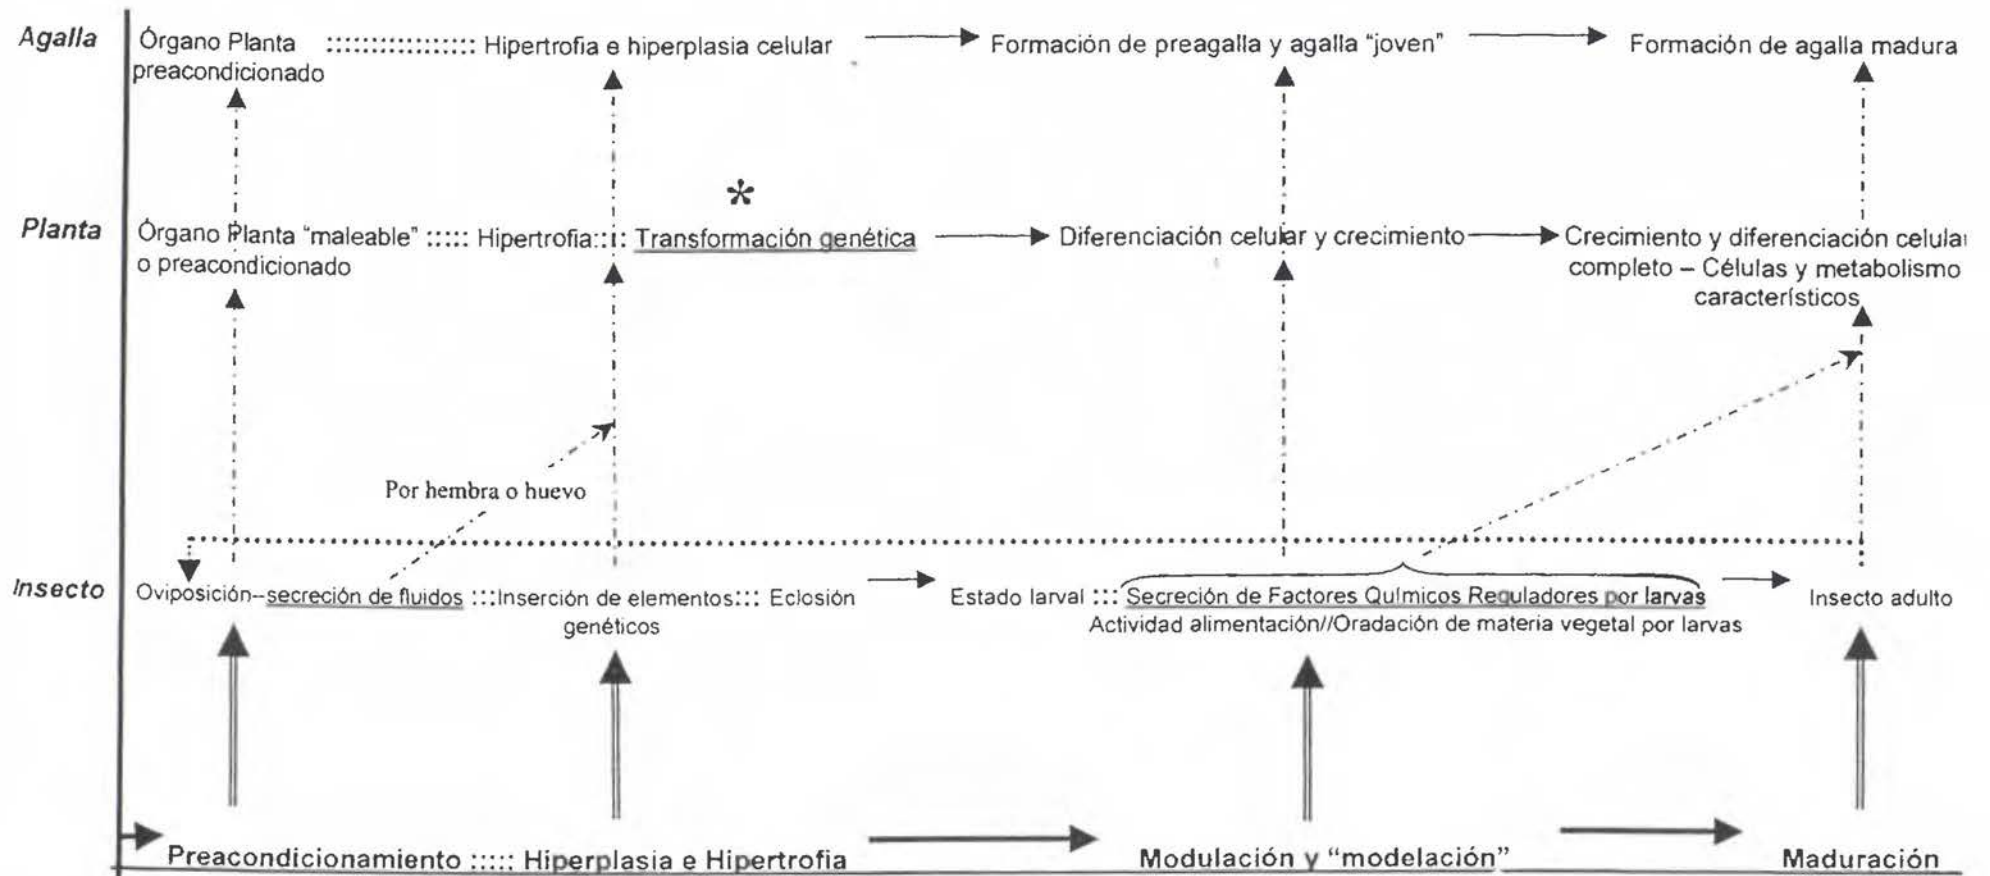 Agalla Órgano Planta :::::::::::::::: Hipertrofia e hiperplasia celular Formación de preagalla y agalla “joven” Formación de agalla madura
preacondicionado
*
Planta Órgano Planta “maleable” ::::: Hipertrofia::::: Transformación genética Diferenciación celular y crecimiento Crecimiento y diferenciación celular
o preacondicionado completo – Células y metabolismo
característicos
Por hembra o huevo
Insecto Oviposición--secreción de fluidos :::Inserción de elementos::: Eclosión Estado larval ::: Secreción de Factores Químicos Reguladores por larvas Insecto adulto
genéticos Actividad alimentación//Oradación de materia vegetal por larvas
Preacondicionamiento ::::: Hiperplasia e Hipertrofia Modulación y “modelación” Maduración